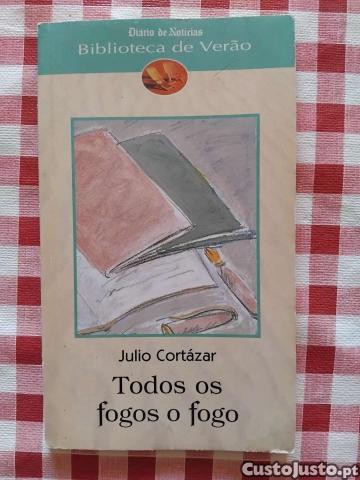 Diário de Notícias
Biblioteca de Verão
Julio Cortázar
Todos os
fogos o fogo
CustoJusto.pt